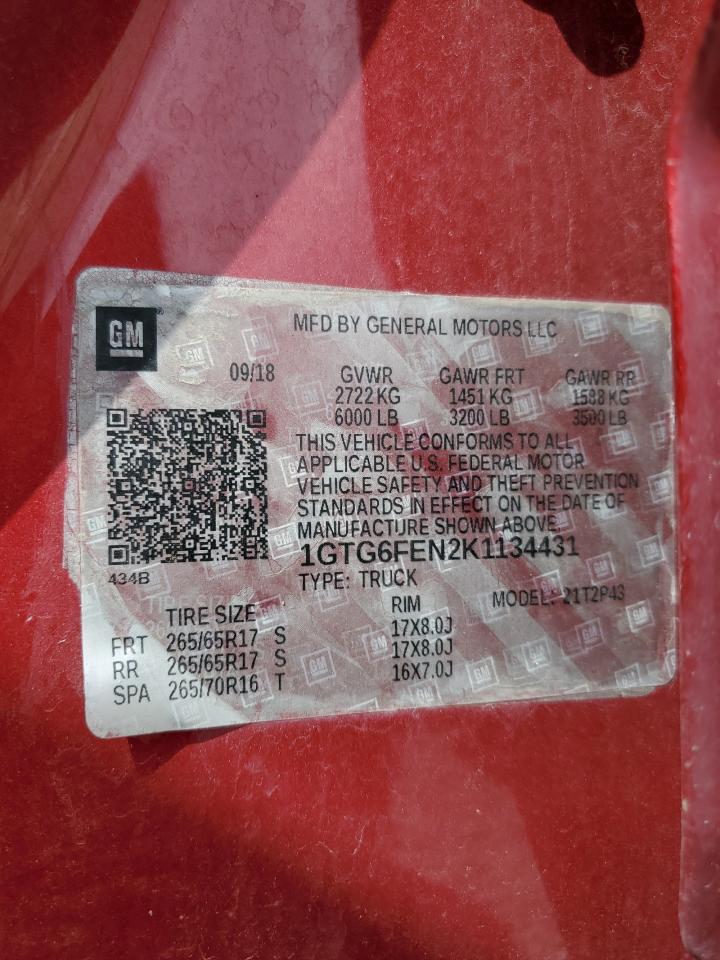 GM
MFD BY GENERAL MOTORS LLC
09/18 GVWR GAWR FRT GAWR RR
2722 KG 1451 KG 1588 KG
6000 LB 3200 LB 3500 LB
THIS VEHICLE CONFORMS TO ALL
APPLICABLE U.S. FEDERAL MOTOR
VEHICLE SAFETY AND THEFT PREVENTION
STANDARDS IN EFFECT ON THE DATE OF
MANUFACTURE SHOWN ABOVE.
1GTG6FEN2K1134431
434B
TYPE: TRUCK
MODEL: 21T2P43
TIRE SIZE RIM
FRT 265/65R17 S 17X8.0J
RR 265/65R17 S 17X8.0J
SPA 265/70R16 T 16X7.0J